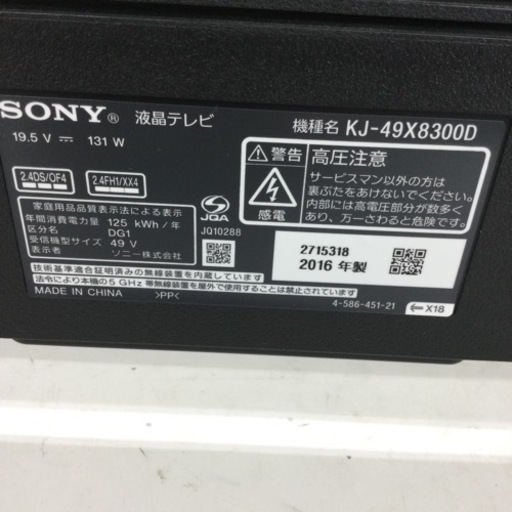 SONY® 液晶テレビ
機種名 KJ-49X8300D
19.5 V ⎓ 131 W
2.4DS/OF4 2.4FH1/XX4
家庭用品品質表示法による表示
年間消費電力量 125 kWh / 年
区分名 DG1
受信機型サイズ 49 V
表示者 ソニー株式会社
JQA
JQ10288
警告 高圧注意
感電
サービスマン以外の方は
裏ぶたをあけないでください。
内部には高電圧部分が数多く
あり、万一さわると危険です。
2715318
2016 年製
技術基準適合証明済みの無線装置を内蔵しています
法令により本機の5 GHz 帯無線装置を屋外で使用することは禁止されています
MADE IN CHINA >PP<
4-586-451-21
X18